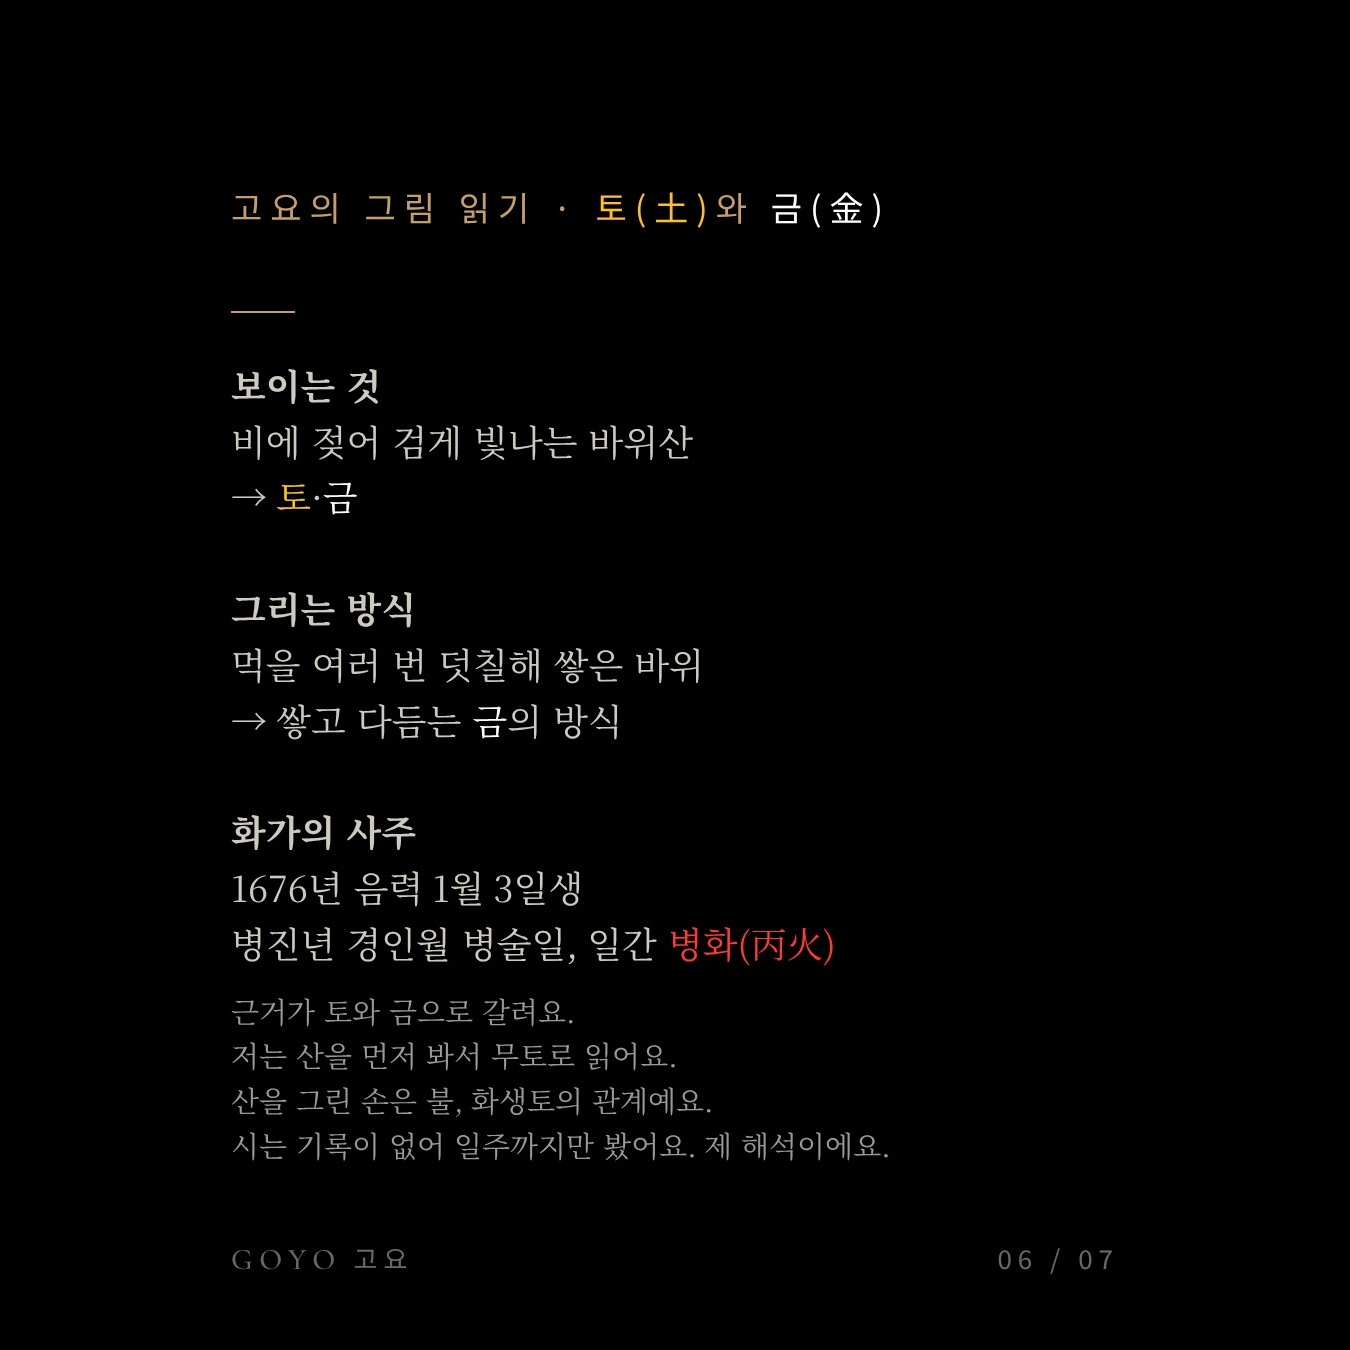 고요의 그림 읽기 · 토(土)와 금(金)
보이는 것
비에 젖어 검게 빛나는 바위산
→ 토·금
그리는 방식
먹을 여러 번 덧칠해 쌓은 바위
→ 쌓고 다듬는 금의 방식
화가의 사주
1676년 음력 1월 3일생
병진년 경인월 병술일, 일간 병화(丙火)
근거가 토와 금으로 갈려요.
저는 산을 먼저 봐서 무토로 읽어요.
산을 그린 손은 불, 화생토의 관계예요.
시는 기록이 없어 일주까지만 봤어요. 제 해석이에요.
GOYO 고요
06 / 07